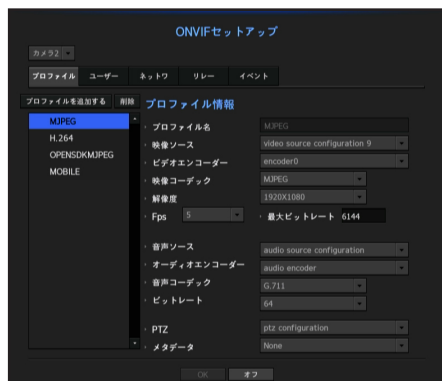 ONVIFセットアップ
カメラ2
プロファイル ユーザー ネットワ リレー イベント
プロファイルを追加する 削除 プロファイル情報
MJPEG
H.264
OPENSDKMJPEG
MOBILE
プロファイル名 MJPEG
映像ソース video source configuration 9
ビデオエンコーダー encoder0
映像コーデック MJPEG
解像度 1920X1080
Fps 5 最大ビットレート 6144
音声ソース audio source configuration
オーディオエンコーダー audio encoder
音声コーデック G.711
ビットレート 64
PTZ ptz configuration
メタデータ None
OK オフ